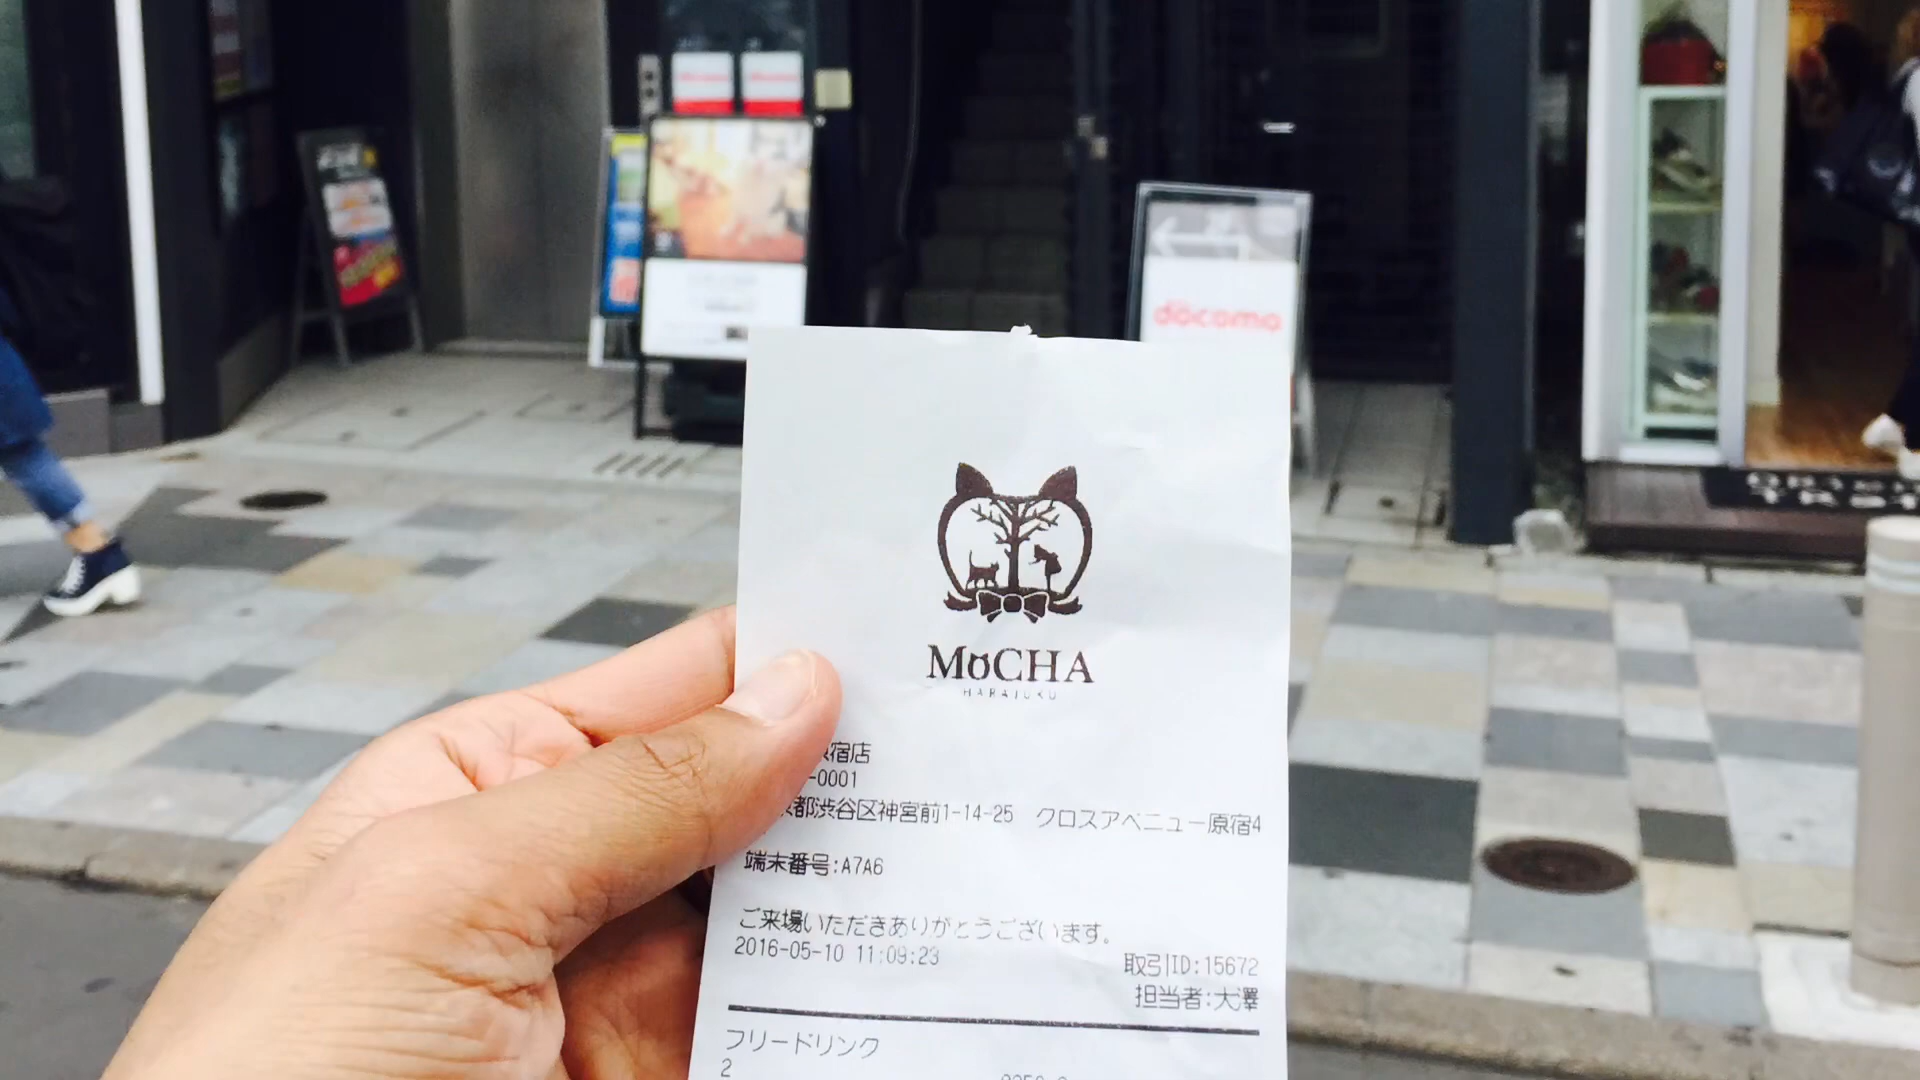 docomo
MoCHA
HARAJUKU
宿店
-0001
都渋谷区神宮前1-14-25 クロスアベニュー原宿4
端末番号:A7A6
ご来場いただきありがとうございます。
2016-05-10 11:09:23
取引ID:15672
担当者:大澤
フリードリンク
2